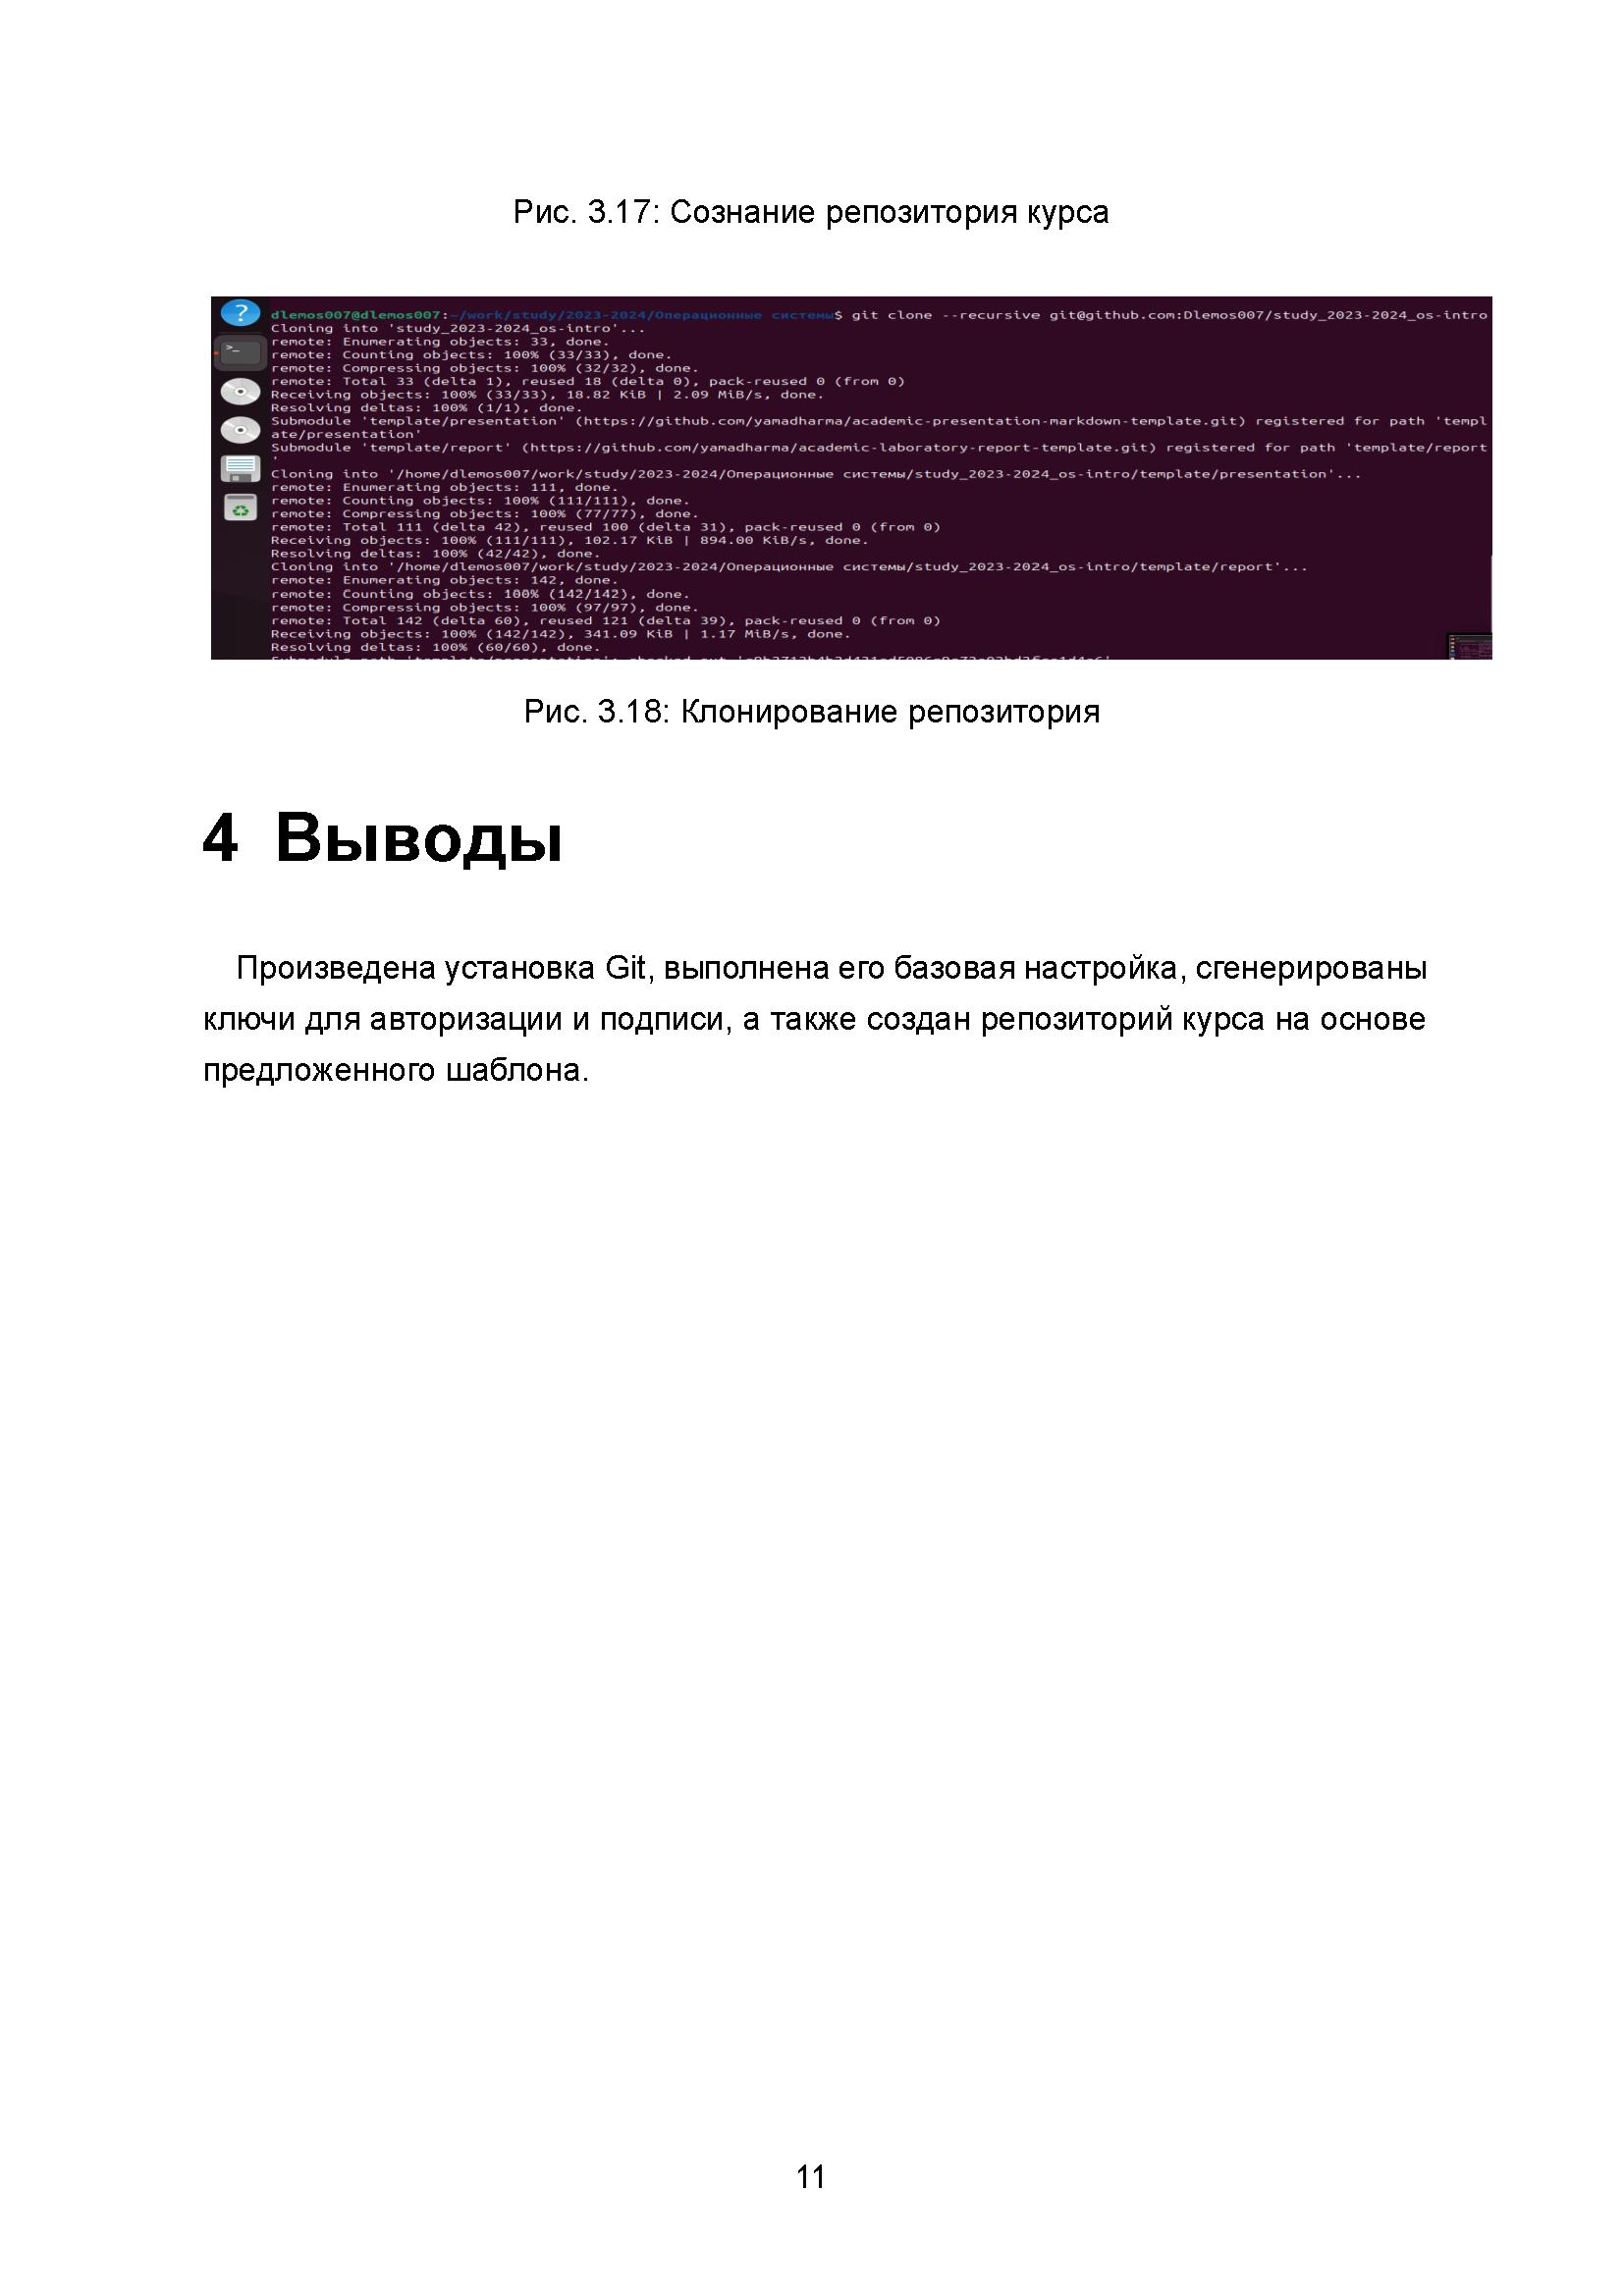 Рис. 3.17: Сознание репозитория курса
dlemos007@dlemos007:~/work/study/2023-2024/Операционные системы$ git clone --recursive git@github.com:Dlemos007/study_2023-2024_os-intro
Cloning into 'study_2023-2024_os-intro'...
remote: Enumerating objects: 33, done.
remote: Counting objects: 100% (33/33), done.
remote: Compressing objects: 100% (32/32), done.
remote: Total 33 (delta 1), reused 18 (delta 0), pack-reused 0 (from 0)
Receiving objects: 100% (33/33), 18.82 KiB | 2.09 MiB/s, done.
Resolving deltas: 100% (1/1), done.
Submodule 'template/presentation' (https://github.com/yamadharma/academic-presentation-markdown-template.git) registered for path 'templ
ate/presentation'
Submodule 'template/report' (https://github.com/yamadharma/academic-laboratory-report-template.git) registered for path 'template/report
'
Cloning into '/home/dlemos007/work/study/2023-2024/Операционные системы/study_2023-2024_os-intro/template/presentation'...
remote: Enumerating objects: 111, done.
remote: Counting objects: 100% (111/111), done.
remote: Compressing objects: 100% (77/77), done.
remote: Total 111 (delta 42), reused 100 (delta 31), pack-reused 0 (from 0)
Receiving objects: 100% (111/111), 102.17 KiB | 894.00 KiB/s, done.
Resolving deltas: 100% (42/42), done.
Cloning into '/home/dlemos007/work/study/2023-2024/Операционные системы/study_2023-2024_os-intro/template/report'...
remote: Enumerating objects: 142, done.
remote: Counting objects: 100% (142/142), done.
remote: Compressing objects: 100% (97/97), done.
remote: Total 142 (delta 60), reused 121 (delta 39), pack-reused 0 (from 0)
Receiving objects: 100% (142/142), 341.09 KiB | 1.17 MiB/s, done.
Resolving deltas: 100% (60/60), done.
Рис. 3.18: Клонирование репозитория
4 Выводы
Произведена установка Git, выполнена его базовая настройка, сгенерированы
ключи для авторизации и подписи, а также создан репозиторий курса на основе
предложенного шаблона.
11